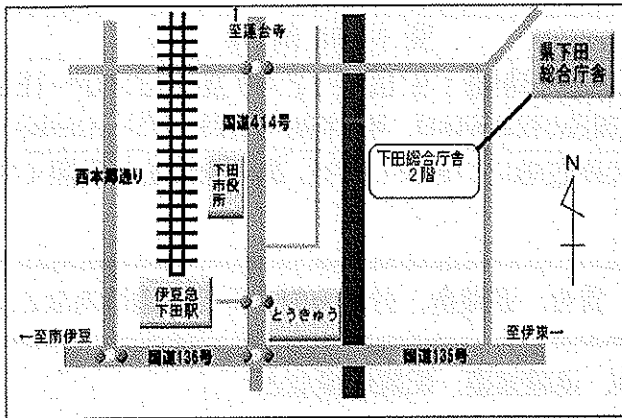 ↑
至蓮台寺
県下田
総合庁舎
国道414号
下田総合庁舎
2階
西本郷通り
下田
市役
所
N
伊豆急
下田駅
とうきゅう
←至南伊豆
至伊東→
国道136号
国道135号